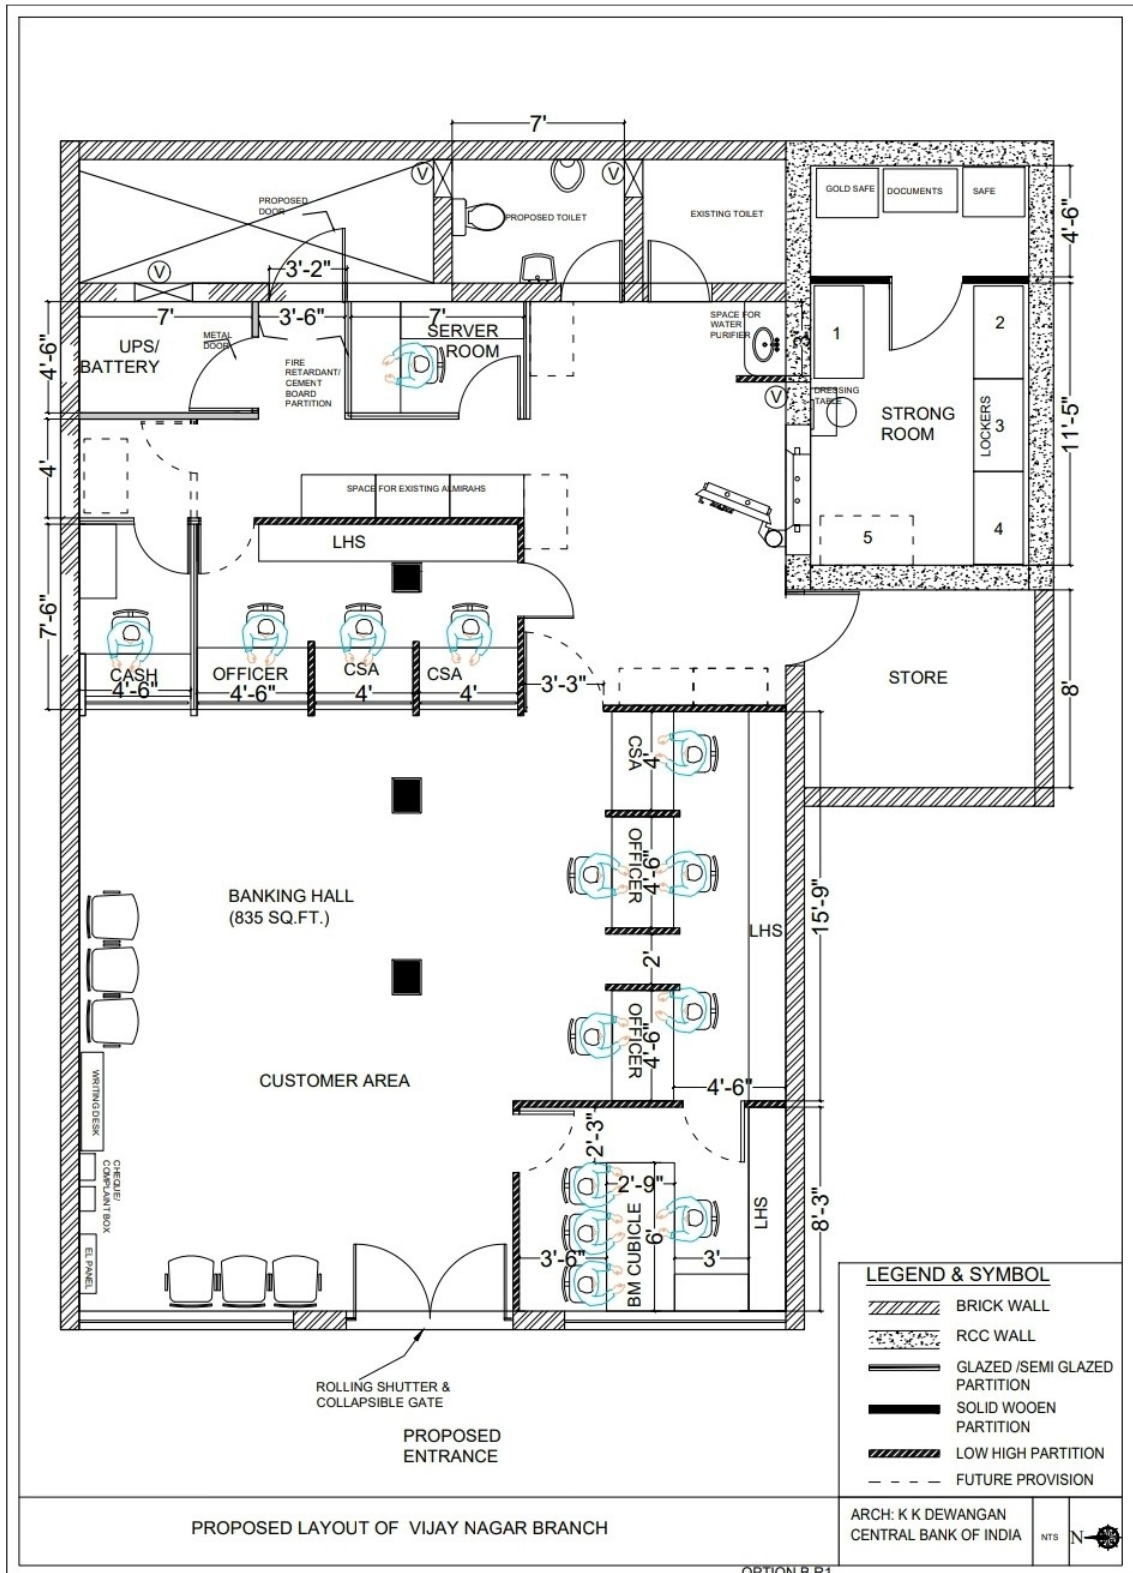 7'
V
V
GOLD SAFE
DOCUMENTS
SAFE
PROPOSED
DOOR
PROPOSED TOILET
EXISTING TOILET
4'-6"
V
3'-2"
7'
3'-6"
7'
SPACE FOR
WATER
PURIFIER
3'
1
2
METAL
DOOR
SERVER
ROOM
UPS/
BATTERY
4'-6"
FIRE
RETARDANT/
CEMENT
BOARD
PARTITION
V
DRESSING
TABLE
STRONG
ROOM
LOCKERS
3
11'-5"
4'
SPACE FOR EXISTING ALMIRAHS
5
4
LHS
7'-6"
CASH
4'-6"
OFFICER
4'-6"
CSA
4'
CSA
4'
3'-3"
STORE
8'
CSA
4'
OFFICER
4'-6"
BANKING HALL
(835 SQ.FT.)
15'-9"
LHS
2'
OFFICER
4'-6"
CUSTOMER AREA
4'-6"
WRITING DESK
2'-3"
CHEQUE/
COMPLAINT BOX
2'-9"
BM CUBICLE
6'
LHS
8'-3"
3'-6"
3'
EL PANEL
LEGEND & SYMBOL
BRICK WALL
RCC WALL
GLAZED /SEMI GLAZED
PARTITION
SOLID WOOEN
PARTITION
LOW HIGH PARTITION
FUTURE PROVISION
ROLLING SHUTTER &
COLLAPSIBLE GATE
PROPOSED
ENTRANCE
PROPOSED LAYOUT OF VIJAY NAGAR BRANCH
ARCH: K K DEWANGAN
CENTRAL BANK OF INDIA
NTS
N
OPTION B R1